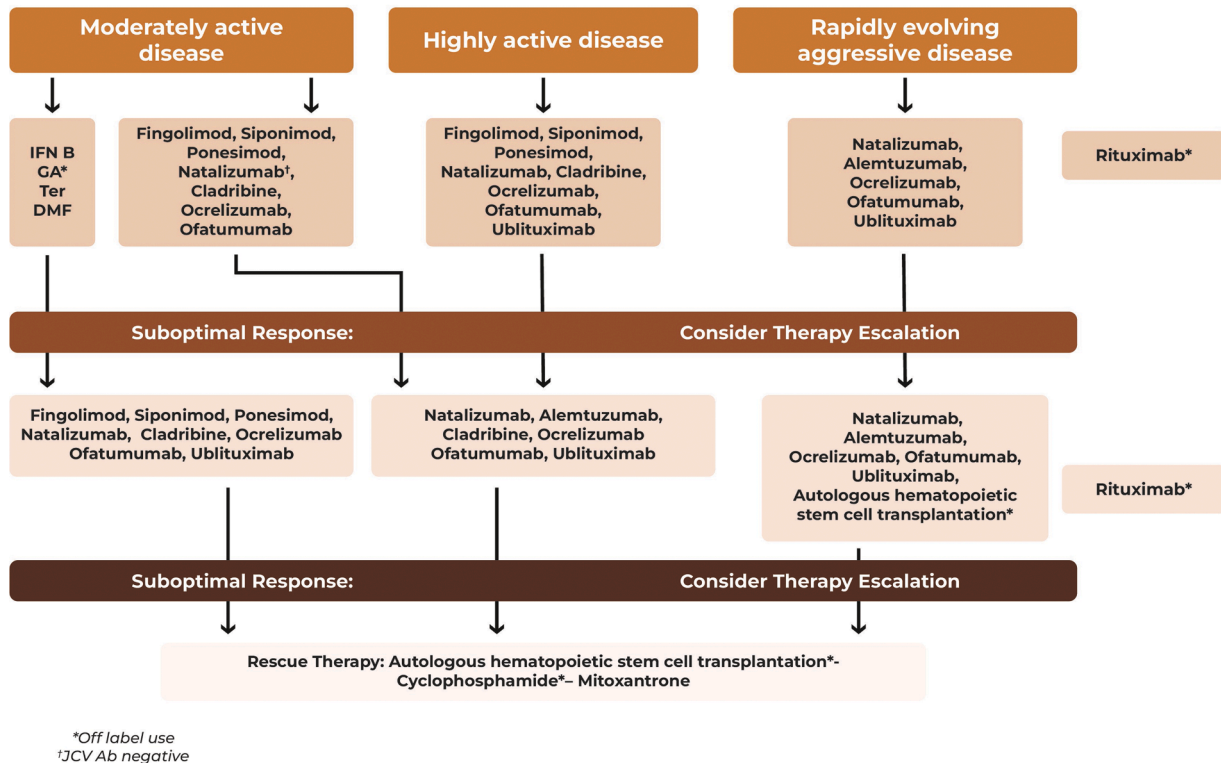 Moderately active
disease
Highly active disease
Rapidly evolving
aggressive disease
IFN B
GA*
Ter
DMF
Fingolimod, Siponimod,
Ponesimod,
Natalizumab†,
Cladribine,
Ocrelizumab,
Ofatumumab
Fingolimod, Siponimod,
Ponesimod,
Natalizumab, Cladribine,
Ocrelizumab,
Ofatumumab,
Ublituximab
Natalizumab,
Alemtuzumab,
Ocrelizumab,
Ofatumumab,
Ublituximab
Rituximab*
Suboptimal Response: Consider Therapy Escalation
Fingolimod, Siponimod, Ponesimod,
Natalizumab, Cladribine, Ocrelizumab
Ofatumumab, Ublituximab
Natalizumab, Alemtuzumab,
Cladribine, Ocrelizumab
Ofatumumab, Ublituximab
Natalizumab,
Alemtuzumab,
Ocrelizumab, Ofatumumab,
Ublituximab,
Autologous hematopoietic
stem cell transplantation*
Rituximab*
Suboptimal Response: Consider Therapy Escalation
Rescue Therapy: Autologous hematopoietic stem cell transplantation*-
Cyclophosphamide*– Mitoxantrone
*Off label use
†JCV Ab negative